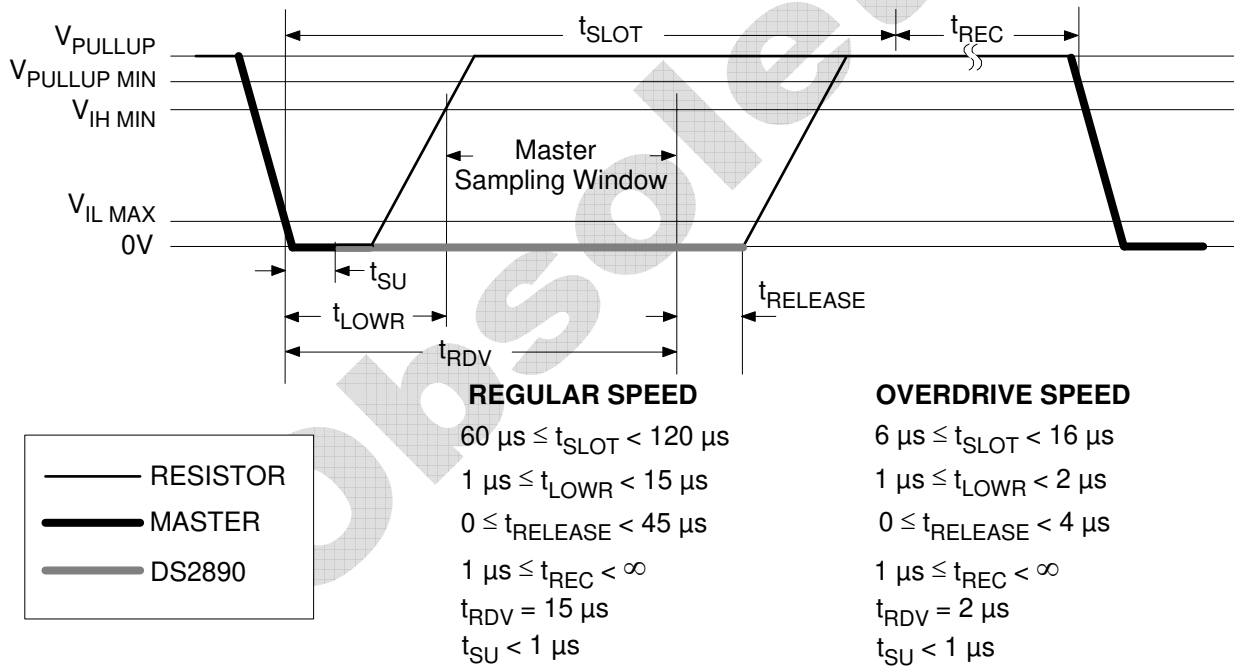 t_SLOT
t_REC
V_PULLUP
V_PULLUP MIN
V_IH MIN
Master
Sampling Window
V_IL MAX
0V
t_SU
t_RELEASE
t_LOWR
t_RDV
REGULAR SPEED
60 µs ≤ t_SLOT < 120 µs
1 µs ≤ t_LOWR < 15 µs
0 ≤ t_RELEASE < 45 µs
1 µs ≤ t_REC < ∞
t_RDV = 15 µs
t_SU < 1 µs
OVERDRIVE SPEED
6 µs ≤ t_SLOT < 16 µs
1 µs ≤ t_LOWR < 2 µs
0 ≤ t_RELEASE < 4 µs
1 µs ≤ t_REC < ∞
t_RDV = 2 µs
t_SU < 1 µs
RESISTOR
MASTER
DS2890
Obsolete